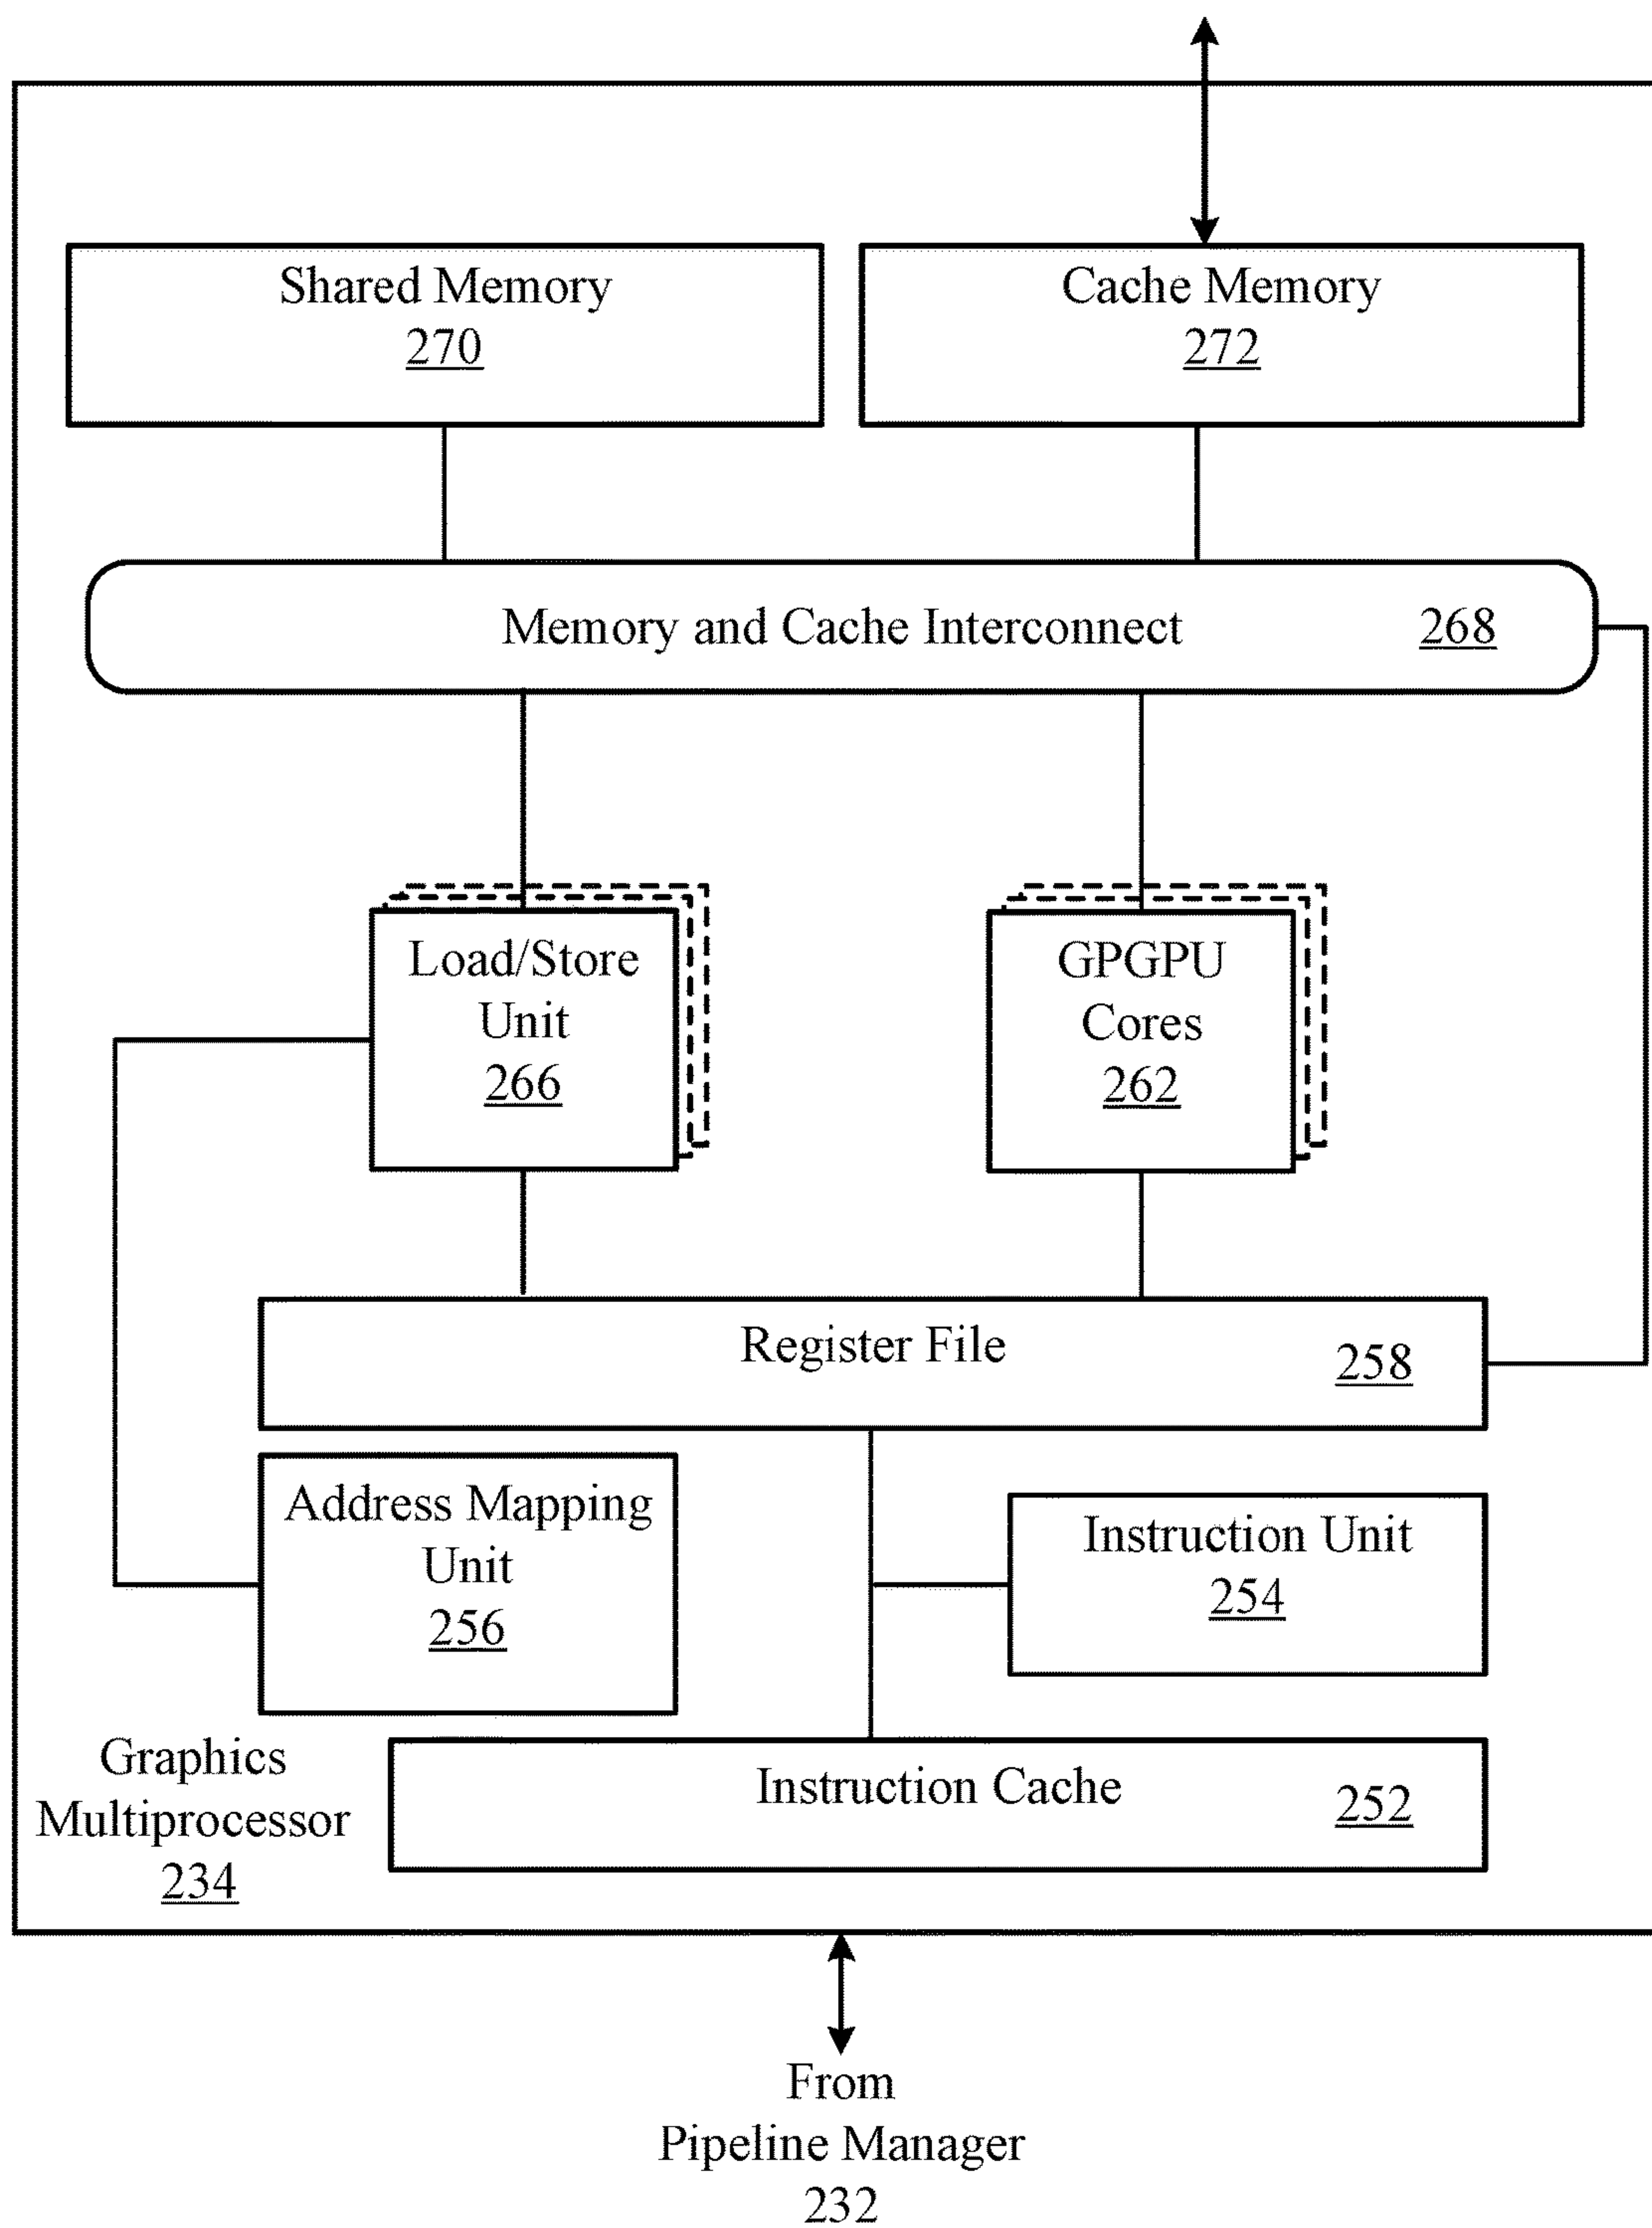 Shared Memory
270
Cache Memory
272
Memory and Cache Interconnect 268
Load/Store
Unit
266
GPGPU
Cores
262
Register File 258
Address Mapping
Unit
256
Instruction Unit
254
Graphics
Multiprocessor
234
Instruction Cache 252
From
Pipeline Manager
232